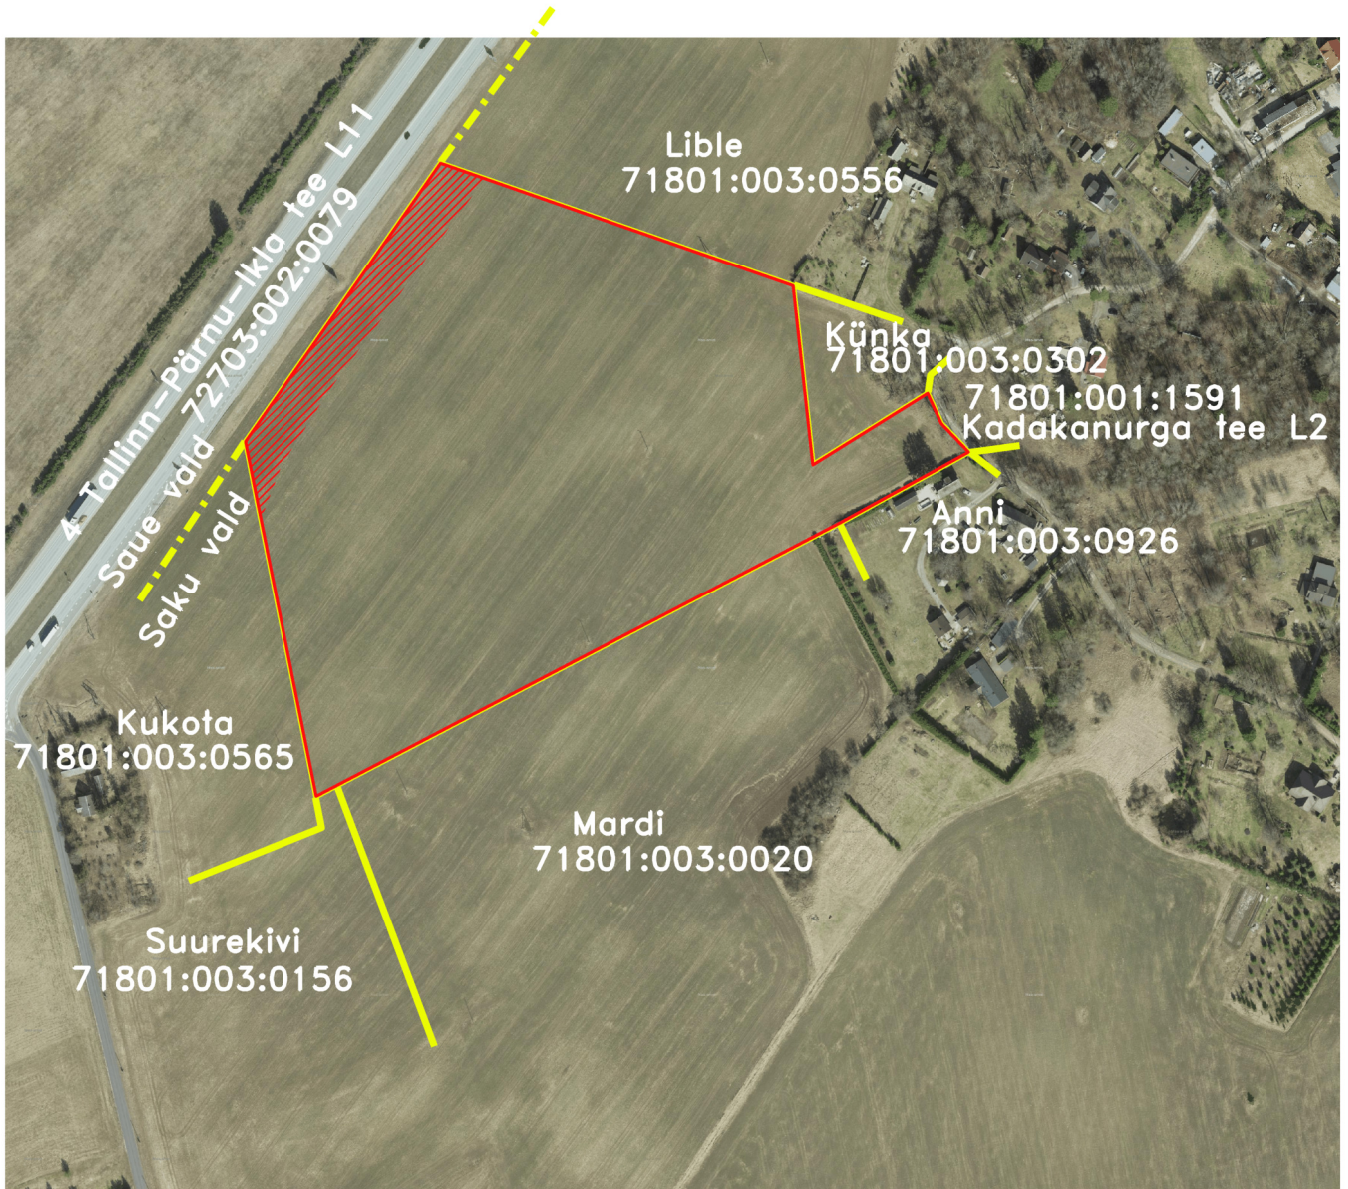 Lible
71801:003:0556
4 Tallinn-Pärnu-Ikla tee L11
72703:002:0079
Saue vald
Saku vald
Künka
71801:003:0302
71801:001:1591
Kadakanurga tee L2
Anni
71801:003:0926
Kukota
71801:003:0565
Mardi
71801:003:0020
Suurekivi
71801:003:0156